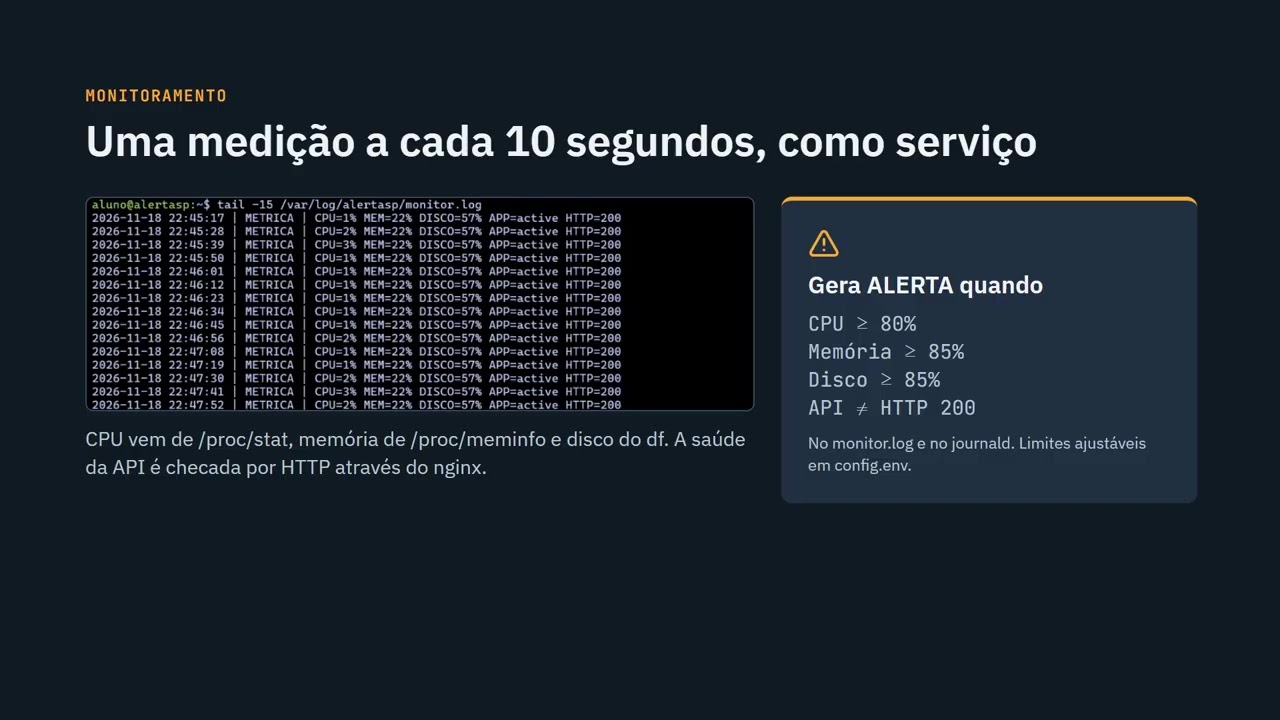 MONITORAMENTO
Uma medição a cada 10 segundos, como serviço
aluno@alertasp:~$ tail -15 /var/log/alertasp/monitor.log
2026-11-18 22:45:17 | METRICA | CPU=1% MEM=22% DISCO=57% APP=active HTTP=200
2026-11-18 22:45:28 | METRICA | CPU=2% MEM=22% DISCO=57% APP=active HTTP=200
2026-11-18 22:45:39 | METRICA | CPU=3% MEM=22% DISCO=57% APP=active HTTP=200
2026-11-18 22:45:50 | METRICA | CPU=1% MEM=22% DISCO=57% APP=active HTTP=200
2026-11-18 22:46:01 | METRICA | CPU=2% MEM=22% DISCO=57% APP=active HTTP=200
2026-11-18 22:46:12 | METRICA | CPU=1% MEM=22% DISCO=57% APP=active HTTP=200
2026-11-18 22:46:23 | METRICA | CPU=1% MEM=22% DISCO=57% APP=active HTTP=200
2026-11-18 22:46:34 | METRICA | CPU=1% MEM=22% DISCO=57% APP=active HTTP=200
2026-11-18 22:46:45 | METRICA | CPU=2% MEM=22% DISCO=57% APP=active HTTP=200
2026-11-18 22:46:56 | METRICA | CPU=2% MEM=22% DISCO=57% APP=active HTTP=200
2026-11-18 22:47:08 | METRICA | CPU=1% MEM=22% DISCO=57% APP=active HTTP=200
2026-11-18 22:47:19 | METRICA | CPU=1% MEM=22% DISCO=57% APP=active HTTP=200
2026-11-18 22:47:30 | METRICA | CPU=2% MEM=22% DISCO=57% APP=active HTTP=200
2026-11-18 22:47:41 | METRICA | CPU=3% MEM=22% DISCO=57% APP=active HTTP=200
2026-11-18 22:47:52 | METRICA | CPU=2% MEM=22% DISCO=57% APP=active HTTP=200
CPU vem de /proc/stat, memória de /proc/meminfo e disco do df. A saúde
da API é checada por HTTP através do nginx.
Gera ALERTA quando
CPU ≥ 80%
Memória ≥ 85%
Disco ≥ 85%
API ≠ HTTP 200
No monitor.log e no journald. Limites ajustáveis
em config.env.